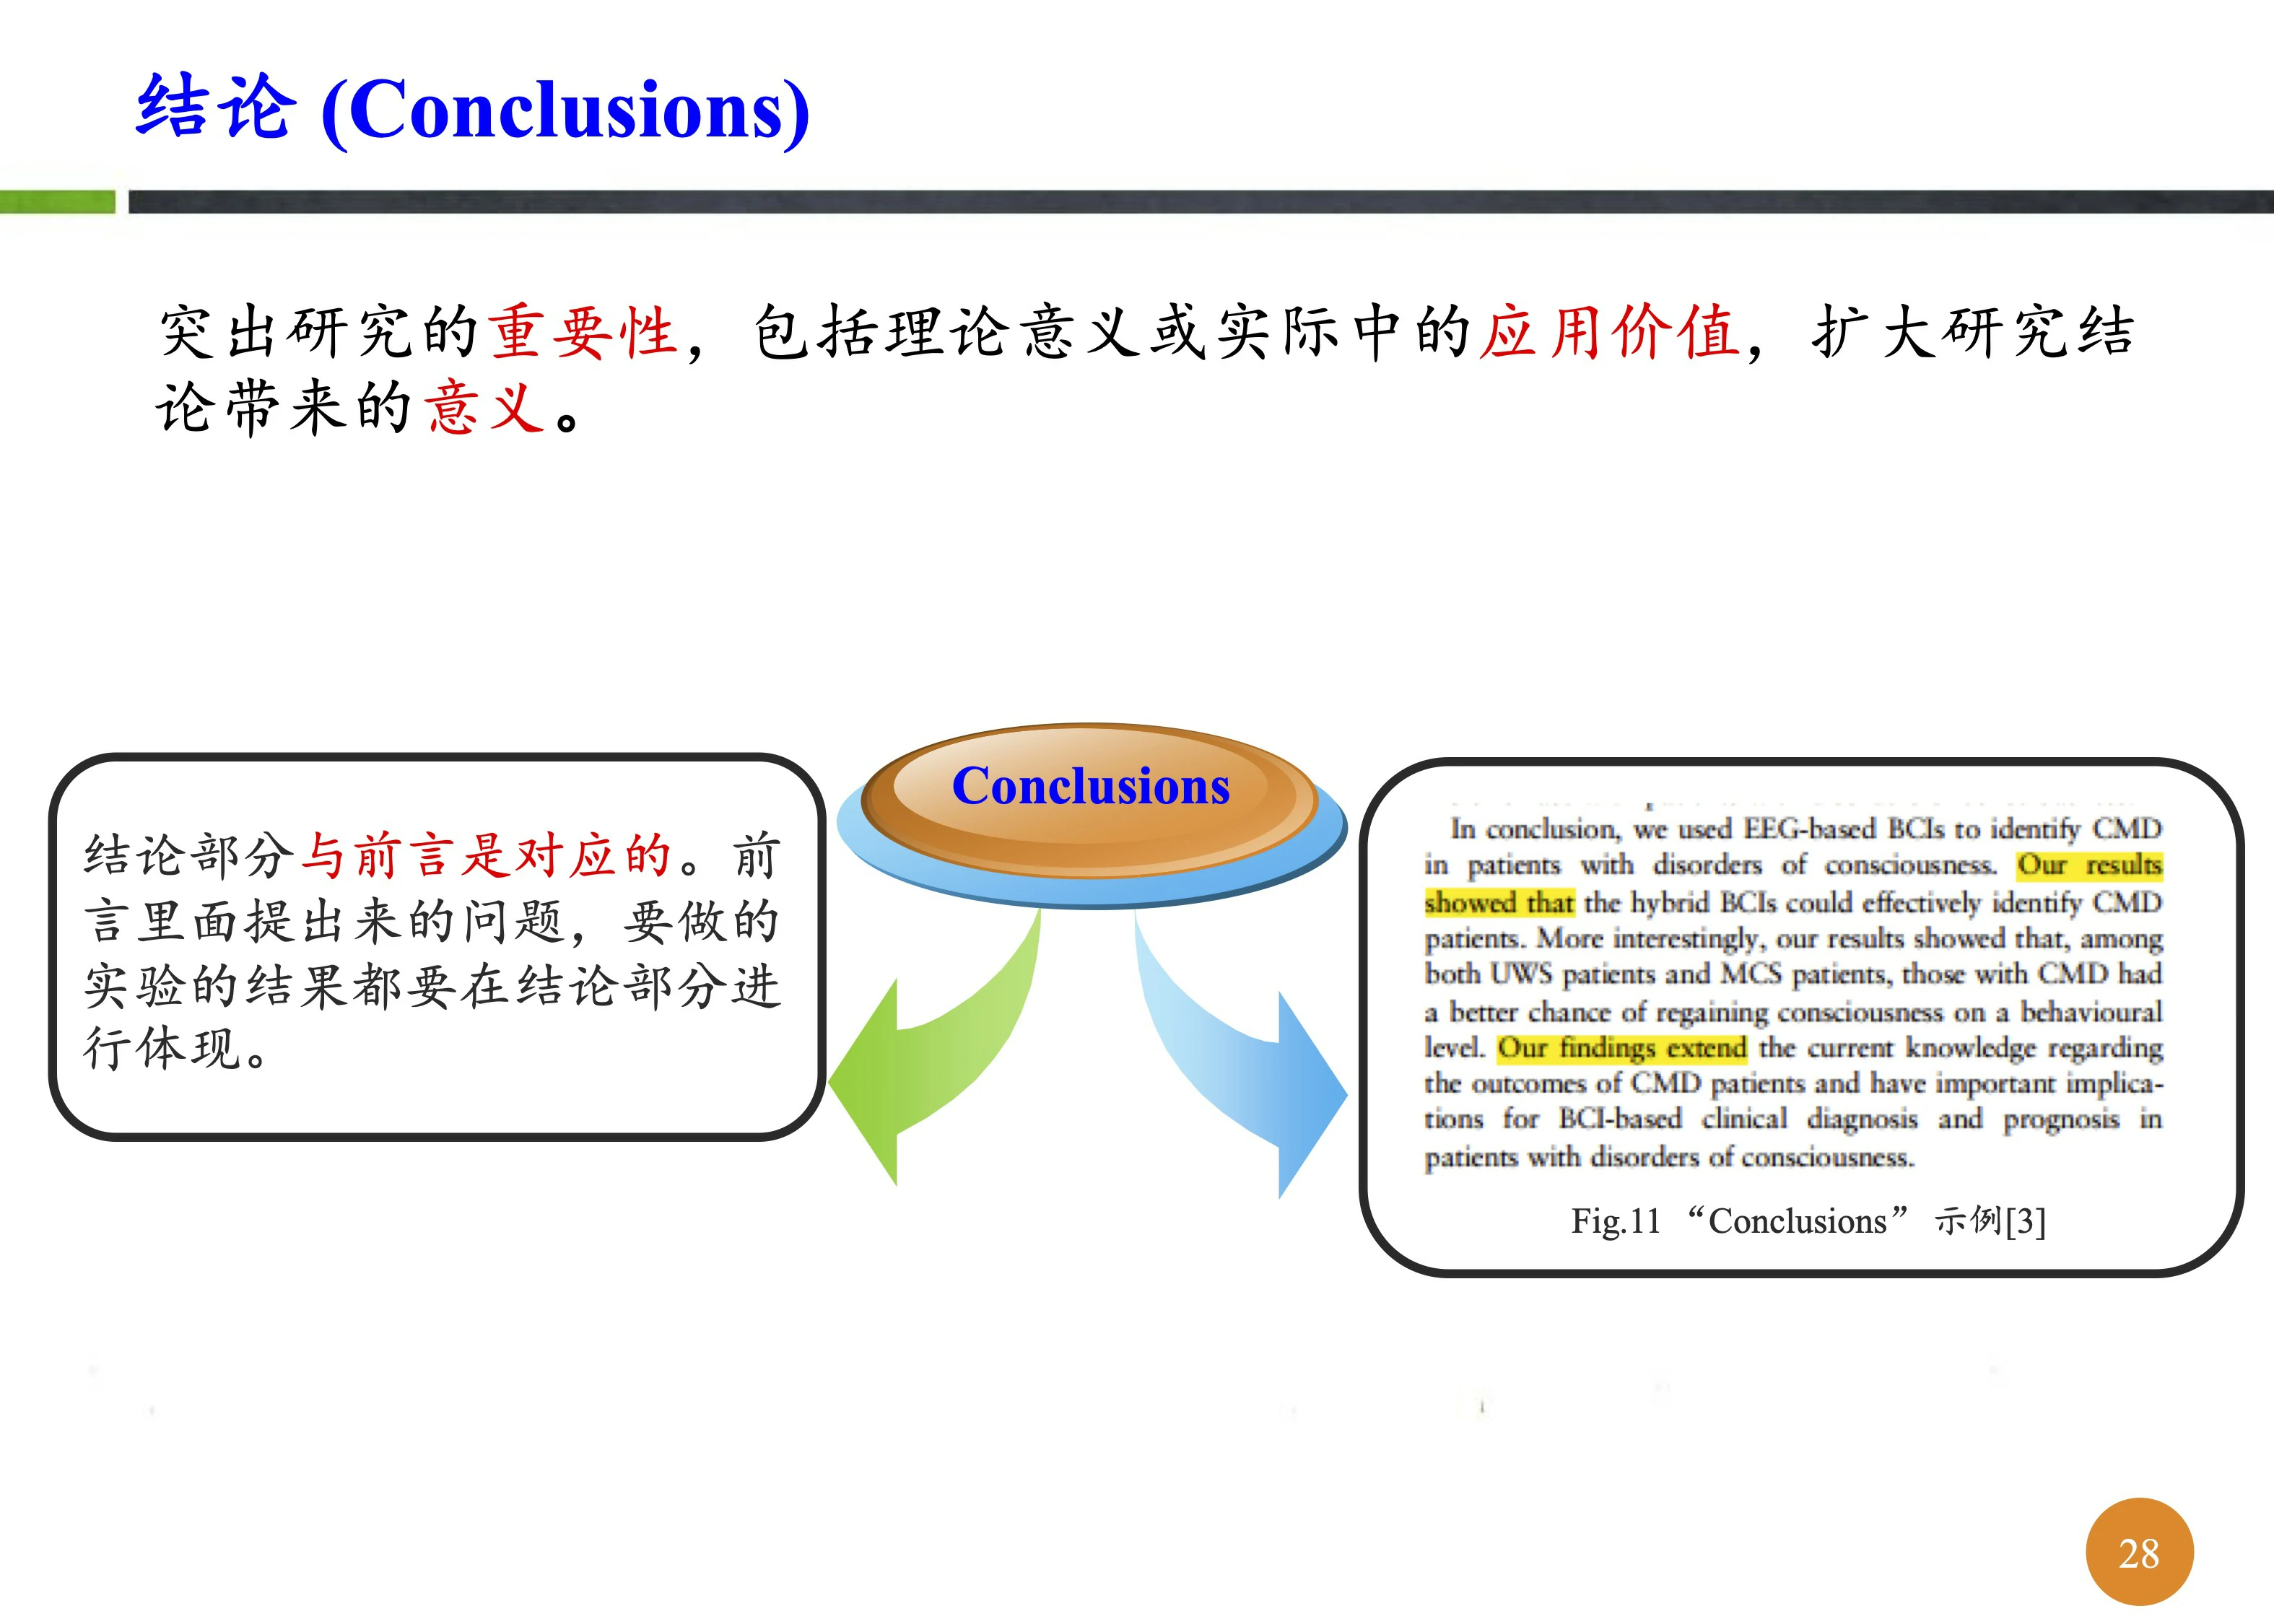 结论 (Conclusions)
突出研究的重要性，包括理论意义或实际中的应用价值，扩大研究结
论带来的意义。
结论部分与前言是对应的。前
言里面提出来的问题，要做的
实验的结果都要在结论部分进
行体现。
Conclusions
In conclusion, we used EEG-based BCIs to identify CMD
in patients with disorders of consciousness. Our results
showed that the hybrid BCIs could effectively identify CMD
patients. More interestingly, our results showed that, among
both UWS patients and MCS patients, those with CMD had
a better chance of regaining consciousness on a behavioural
level. Our findings extend the current knowledge regarding
the outcomes of CMD patients and have important implica-
tions for BCI-based clinical diagnosis and prognosis in
patients with disorders of consciousness.
Fig.11 “Conclusions” 示例[3]
28